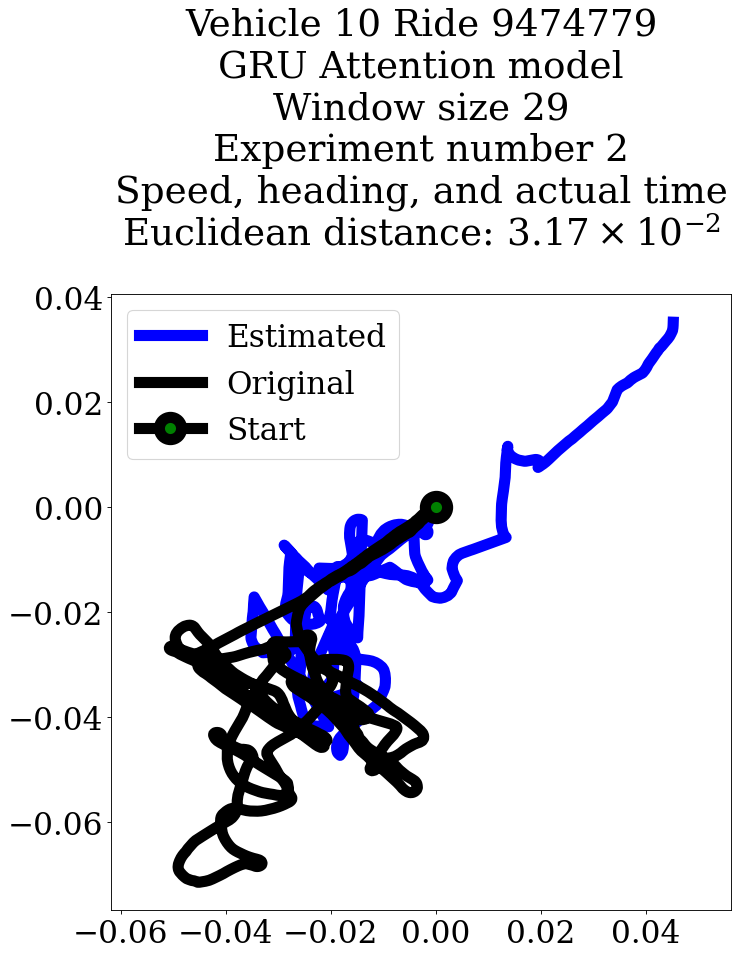 Vehicle 10 Ride 9474779
GRU Attention model
Window size 29
Experiment number 2
Speed, heading, and actual time
Euclidean distance: 3.17 × 10⁻²
0.04
Estimated
Original
Start
0.02
0.00
−0.02
−0.04
−0.06
−0.06 −0.04 −0.02 0.00 0.02 0.04